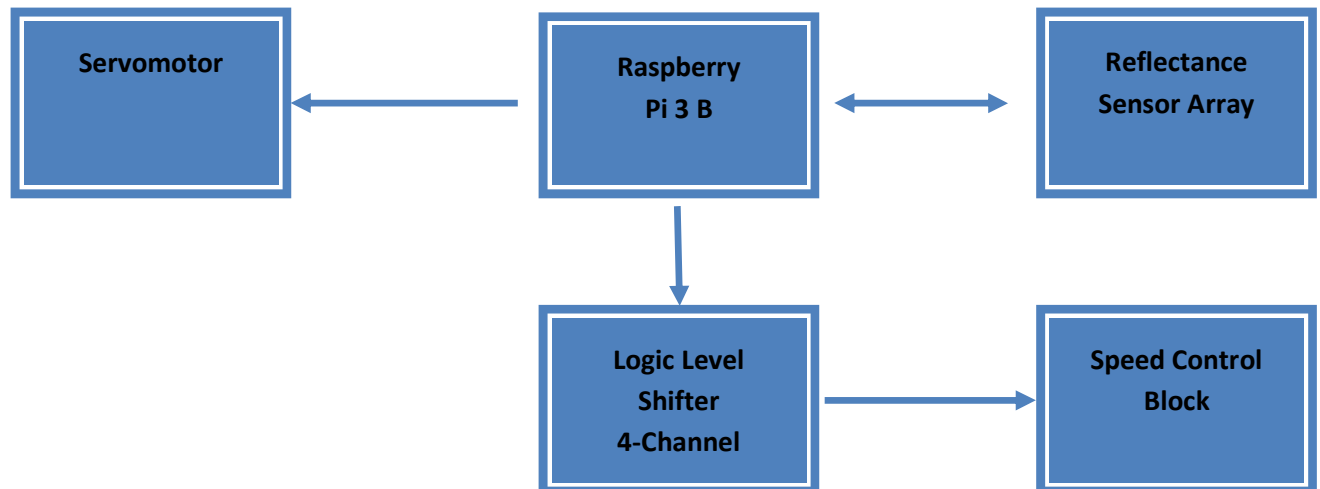 Servomotor
Raspberry
Pi 3 B
Reflectance
Sensor Array
Logic Level
Shifter
4-Channel
Speed Control
Block